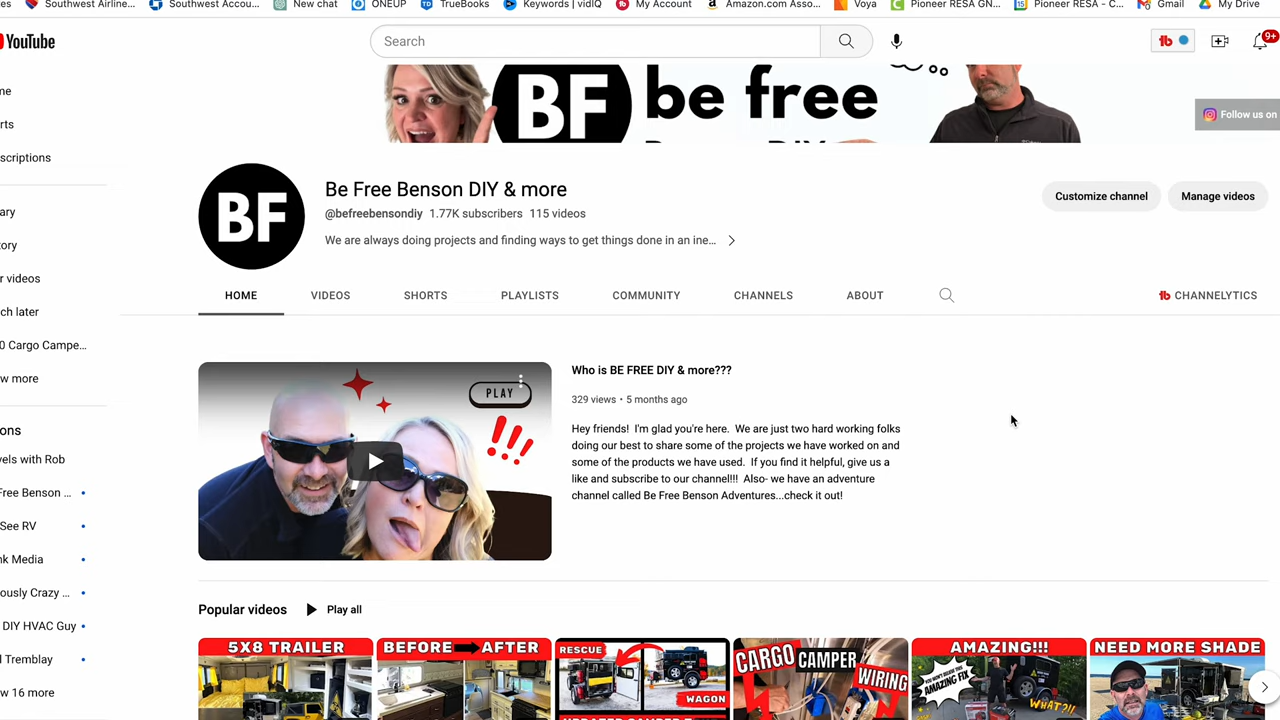 Southwest Airline...
Southwest Accou...
New chat
ONEUP
TrueBooks
Keywords | vidIQ
My Account
Amazon.com Asso...
Voya
Pioneer RESA GN...
Pioneer RESA - C...
Gmail
My Drive
YouTube
Search
9+
BF
be free
Follow us on
BF
Be Free Benson DIY & more
@befreebensondiy 1.77K subscribers 115 videos
We are always doing projects and finding ways to get things done in an ine...
Customize channel
Manage videos
HOME
VIDEOS
SHORTS
PLAYLISTS
COMMUNITY
CHANNELS
ABOUT
CHANNELYTICS
PLAY
!!!
Who is BE FREE DIY & more???
329 views • 5 months ago
Hey friends! I'm glad you're here. We are just two hard working folks
doing our best to share some of the projects we have worked on and
some of the products we have used. If you find it helpful, give us a
like and subscribe to our channel!!! Also- we have an adventure
channel called Be Free Benson Adventures...check it out!
Popular videos
Play all
5X8 TRAILER
BEFORE AFTER
RESCUE
WAGON
CARGO
CAMPER
WIRING
AMAZING!!!
AMAZING FIX
WHAT?!!
NEED MORE SHADE
me
rts
scriptions
ary
ory
r videos
ch later
0 Cargo Campe...
w more
ons
vels with Rob
Free Benson ...
See RV
nk Media
ously Crazy ...
DIY HVAC Guy
l Tremblay
w 16 more